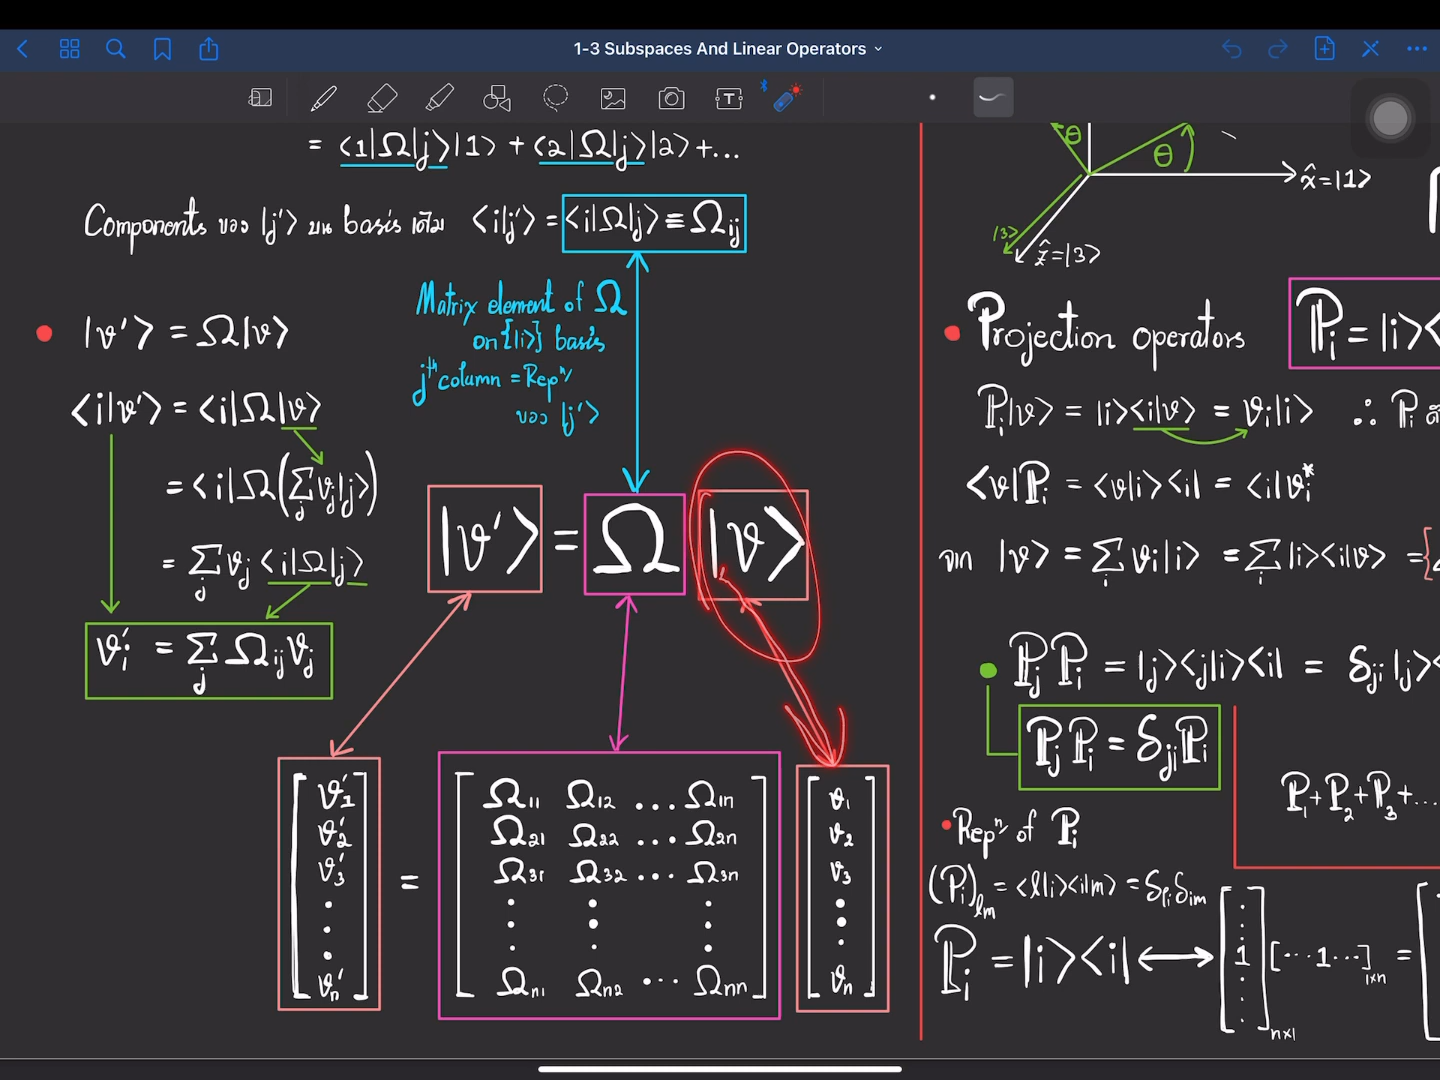 1-3 Subspaces And Linear Operators
= <1|Ω|j>|1> + <2|Ω|j>|2> + ...
Components ของ |j'> บน basis เดิม <i|j'> = <i|Ω|j> ≡ Ωij
Matrix element of Ω
on {|i>} basis
jth column = Repn
ของ |j'>
|v'> = Ω|v>
<i|v'> = <i|Ω|v>
= <i|Ω(Σj vj|j>)
= Σj vj <i|Ω|j>
v'i = Σj Ωij vj
|v'> = Ω |v>
v'1 Ω11 Ω12 ... Ω1n v1
v'2 Ω21 Ω22 ... Ω2n v2
v'3 = Ω31 Ω32 ... Ω3n v3
v'n Ωn1 Ωn2 ... Ωnn vn
θ θ
x̂ = |1>
|3>
ẑ = |3>
Projection operators ℙi = |i><
ℙi|v> = |i><i|v> = vi|i> ∴ ℙi
<v|ℙi = <v|i><i| = <i|vi*
จาก |v> = Σi vi|i> = Σi |i><i|v> = {
ℙjℙi = |j><j|i><i| = δji |j><
ℙjℙi = δjiℙi
ℙ1+ℙ2+ℙ3+...
Repn of ℙi
(ℙi)lm = <l|i><i|m> = δli δim
ℙi = |i><i| ⟷ [1]n×1 [...1...]1×n =